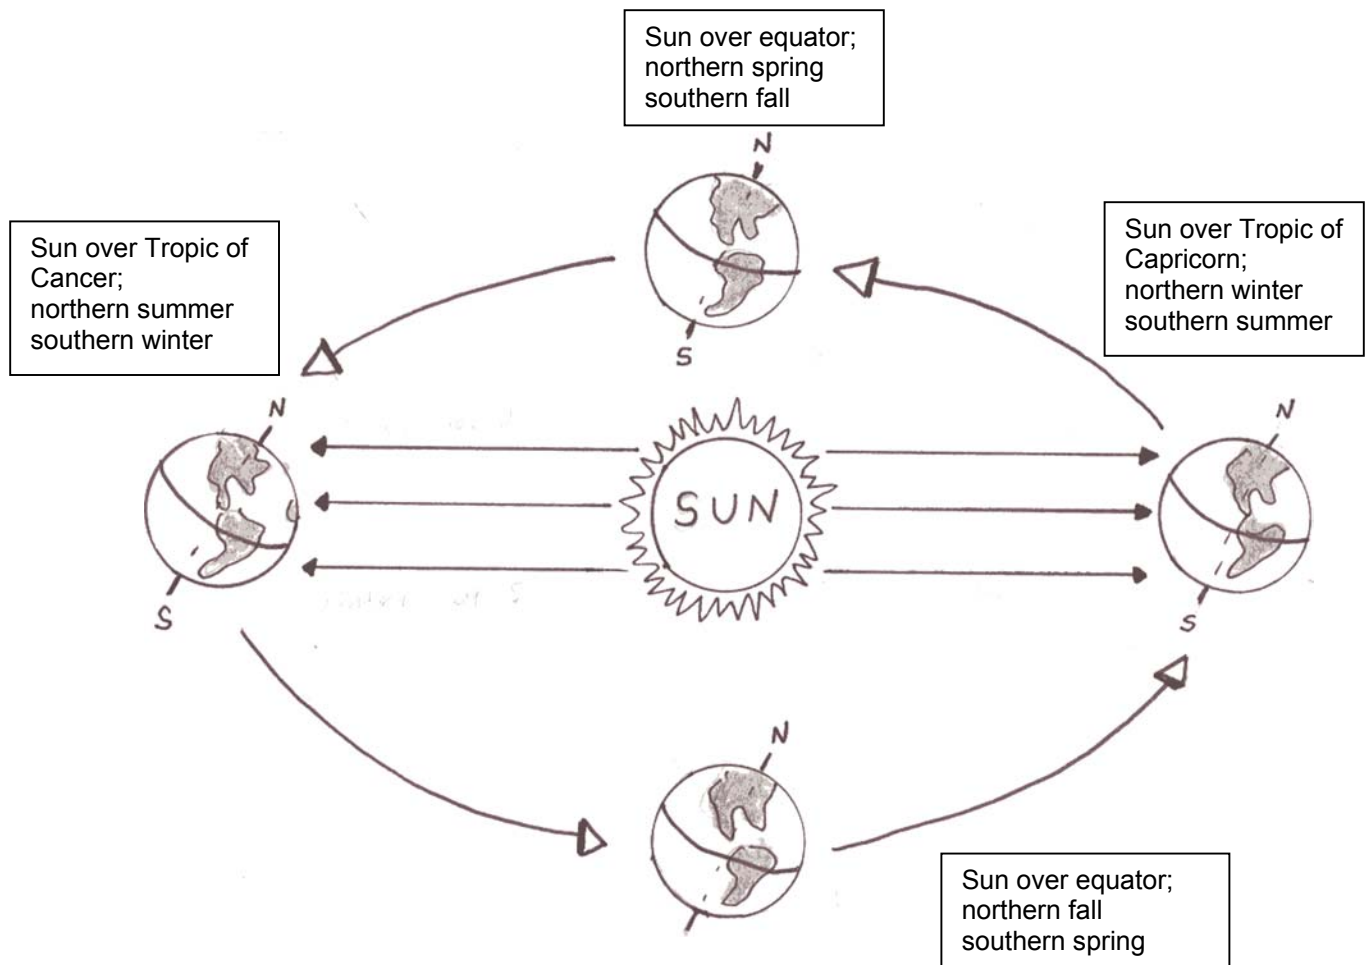 Sun over equator;
northern spring
southern fall
N
S
Sun over Tropic of
Cancer;
northern summer
southern winter
N
S
Sun over Tropic of
Capricorn;
northern winter
southern summer
N
S
SUN
N
Sun over equator;
northern fall
southern spring